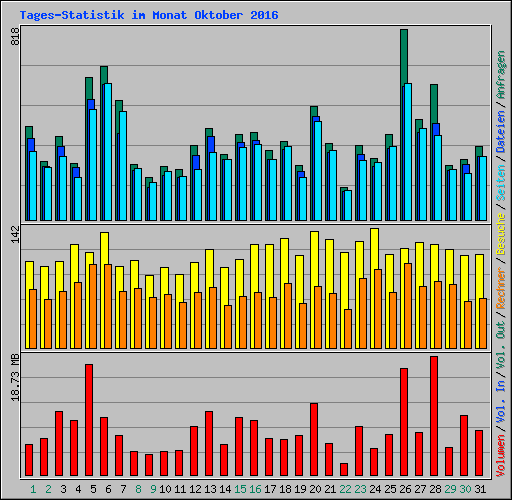 Tages-Statistik im Monat Oktober 2016
818
142
18.73 MB
Volumen / Vol. In / Vol. Out / Rechner / Besuche / Seiten / Dateien / Anfragen
1 2 3 4 5 6 7 8 9 10 11 12 13 14 15 16 17 18 19 20 21 22 23 24 25 26 27 28 29 30 31